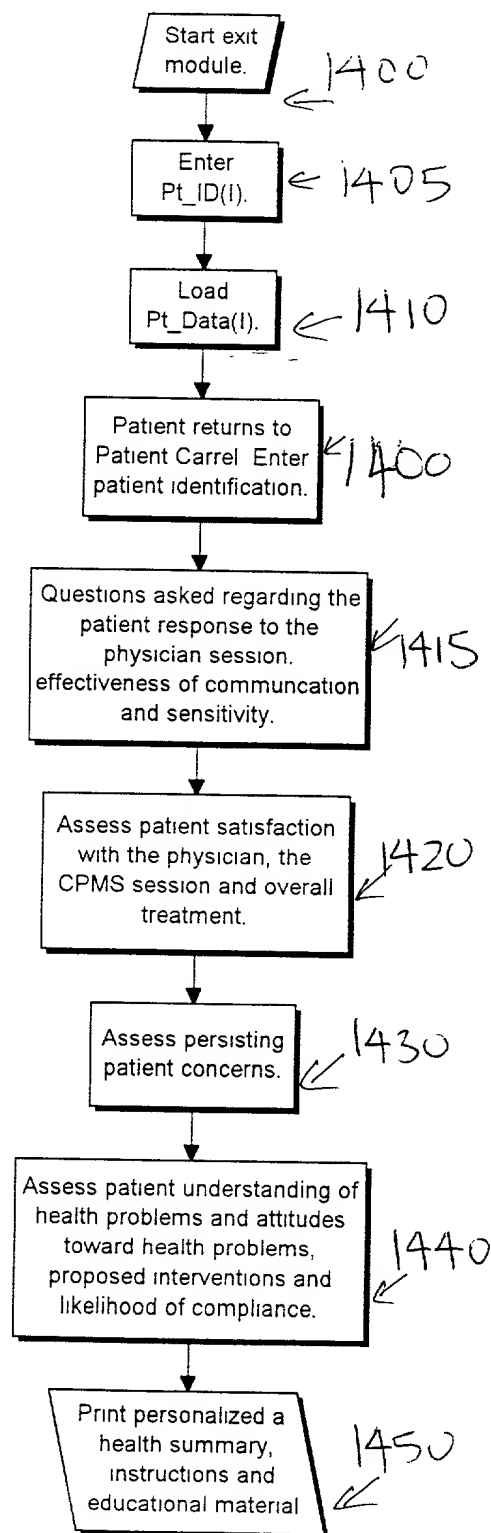 Start exit
module.
1400
Enter
Pt_ID(I).
1405
Load
Pt_Data(I).
1410
Patient returns to
Patient Carrel Enter
patient identification.
1400
Questions asked regarding the
patient response to the
physician session.
effectiveness of communcation
and sensitivity.
1415
Assess patient satisfaction
with the physician, the
CPMS session and overall
treatment.
1420
Assess persisting
patient concerns.
1430
Assess patient understanding of
health problems and attitudes
toward health problems,
proposed interventions and
likelihood of compliance.
1440
Print personalized a
health summary,
instructions and
educational material
1450